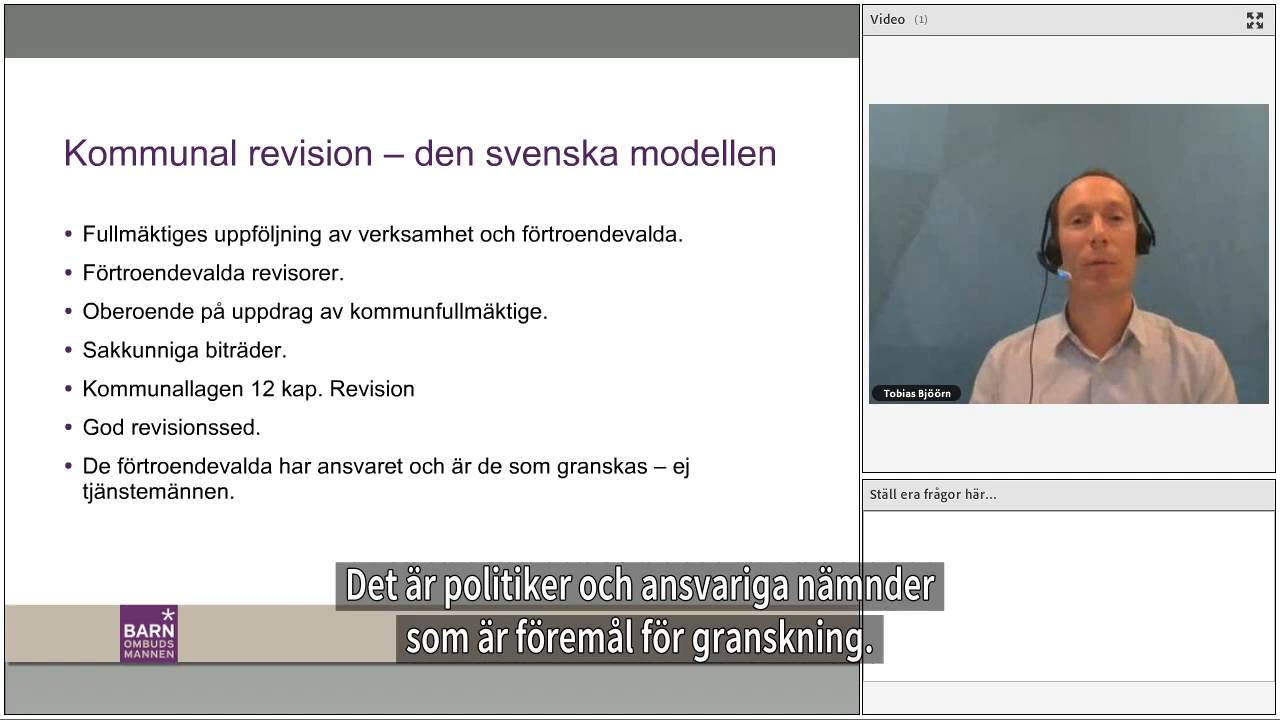 Kommunal revision – den svenska modellen
• Fullmäktiges uppföljning av verksamhet och förtroendevalda.
• Förtroendevalda revisorer.
• Oberoende på uppdrag av kommunfullmäktige.
• Sakkunniga biträder.
• Kommunallagen 12 kap. Revision
• God revisionssed.
• De förtroendevalda har ansvaret och är de som granskas – ej
tjänstemännen.
BARN
OMBUDS
MANNEN
Det är politiker och ansvariga nämnder
som är föremål för granskning.
Video (1)
Tobias Bjöörn
Ställ era frågor här...